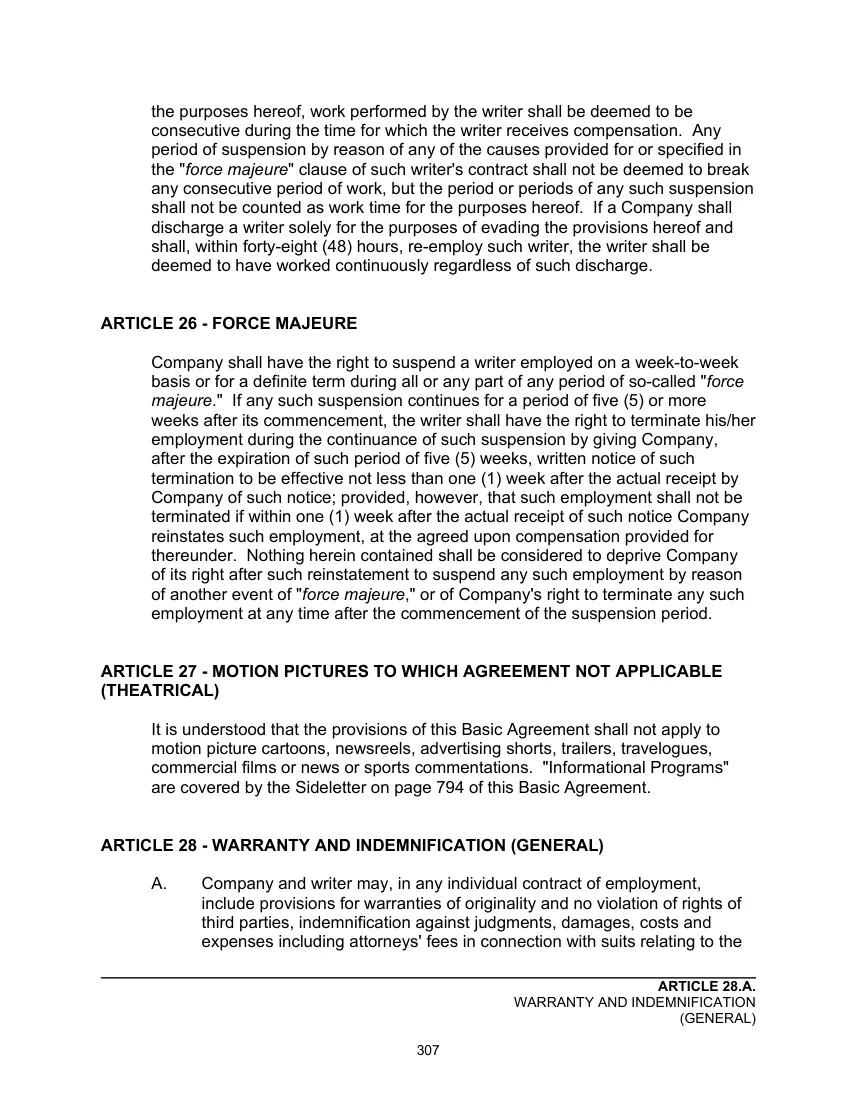 the purposes hereof, work performed by the writer shall be deemed to be
consecutive during the time for which the writer receives compensation.  Any
period of suspension by reason of any of the causes provided for or specified in
the "force majeure" clause of such writer's contract shall not be deemed to break
any consecutive period of work, but the period or periods of any such suspension
shall not be counted as work time for the purposes hereof.  If a Company shall
discharge a writer solely for the purposes of evading the provisions hereof and
shall, within forty-eight (48) hours, re-employ such writer, the writer shall be
deemed to have worked continuously regardless of such discharge.
ARTICLE 26 - FORCE MAJEURE
Company shall have the right to suspend a writer employed on a week-to-week
basis or for a definite term during all or any part of any period of so-called "force
majeure."  If any such suspension continues for a period of five (5) or more
weeks after its commencement, the writer shall have the right to terminate his/her
employment during the continuance of such suspension by giving Company,
after the expiration of such period of five (5) weeks, written notice of such
termination to be effective not less than one (1) week after the actual receipt by
Company of such notice; provided, however, that such employment shall not be
terminated if within one (1) week after the actual receipt of such notice Company
reinstates such employment, at the agreed upon compensation provided for
thereunder.  Nothing herein contained shall be considered to deprive Company
of its right after such reinstatement to suspend any such employment by reason
of another event of "force majeure," or of Company's right to terminate any such
employment at any time after the commencement of the suspension period.
ARTICLE 27 - MOTION PICTURES TO WHICH AGREEMENT NOT APPLICABLE
(THEATRICAL)
It is understood that the provisions of this Basic Agreement shall not apply to
motion picture cartoons, newsreels, advertising shorts, trailers, travelogues,
commercial films or news or sports commentations.  "Informational Programs"
are covered by the Sideletter on page 794 of this Basic Agreement.
ARTICLE 28 - WARRANTY AND INDEMNIFICATION (GENERAL)
A. Company and writer may, in any individual contract of employment,
include provisions for warranties of originality and no violation of rights of
third parties, indemnification against judgments, damages, costs and
expenses including attorneys' fees in connection with suits relating to the
ARTICLE 28.A.
WARRANTY AND INDEMNIFICATION
(GENERAL)
307